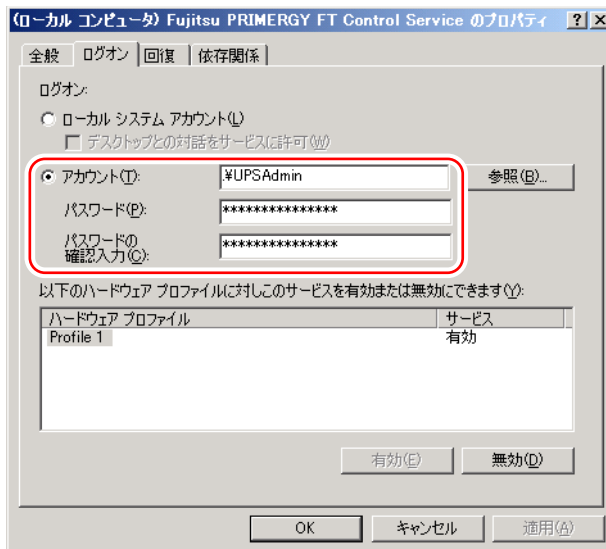 (ローカル コンピュータ) Fujitsu PRIMERGY FT Control Service のプロパティ
全般 ログオン 回復 依存関係
ログオン:
ローカル システム アカウント(L)
デスクトップとの対話をサービスに許可(W)
アカウント(T): .¥UPSAdmin 参照(B)...
パスワード(P): ***************
パスワードの
確認入力(C): ***************
以下のハードウェア プロファイルに対しこのサービスを有効または無効にできます(Y):
ハードウェア プロファイル サービス
Profile 1 有効
有効(E) 無効(D)
OK キャンセル 適用(A)